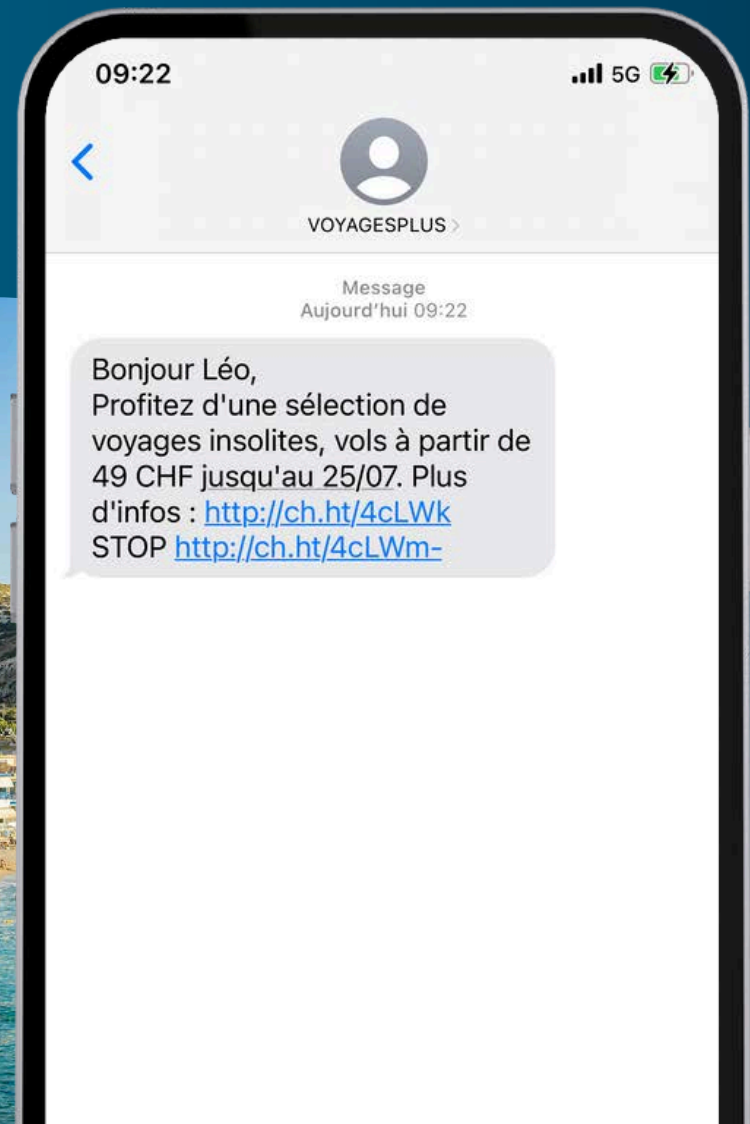 09:22
5G
VOYAGESPLUS
Message
Aujourd'hui 09:22
Bonjour Léo,
Profitez d'une sélection de
voyages insolites, vols à partir de
49 CHF jusqu'au 25/07. Plus
d'infos : http://ch.ht/4cLWk
STOP http://ch.ht/4cLWm-